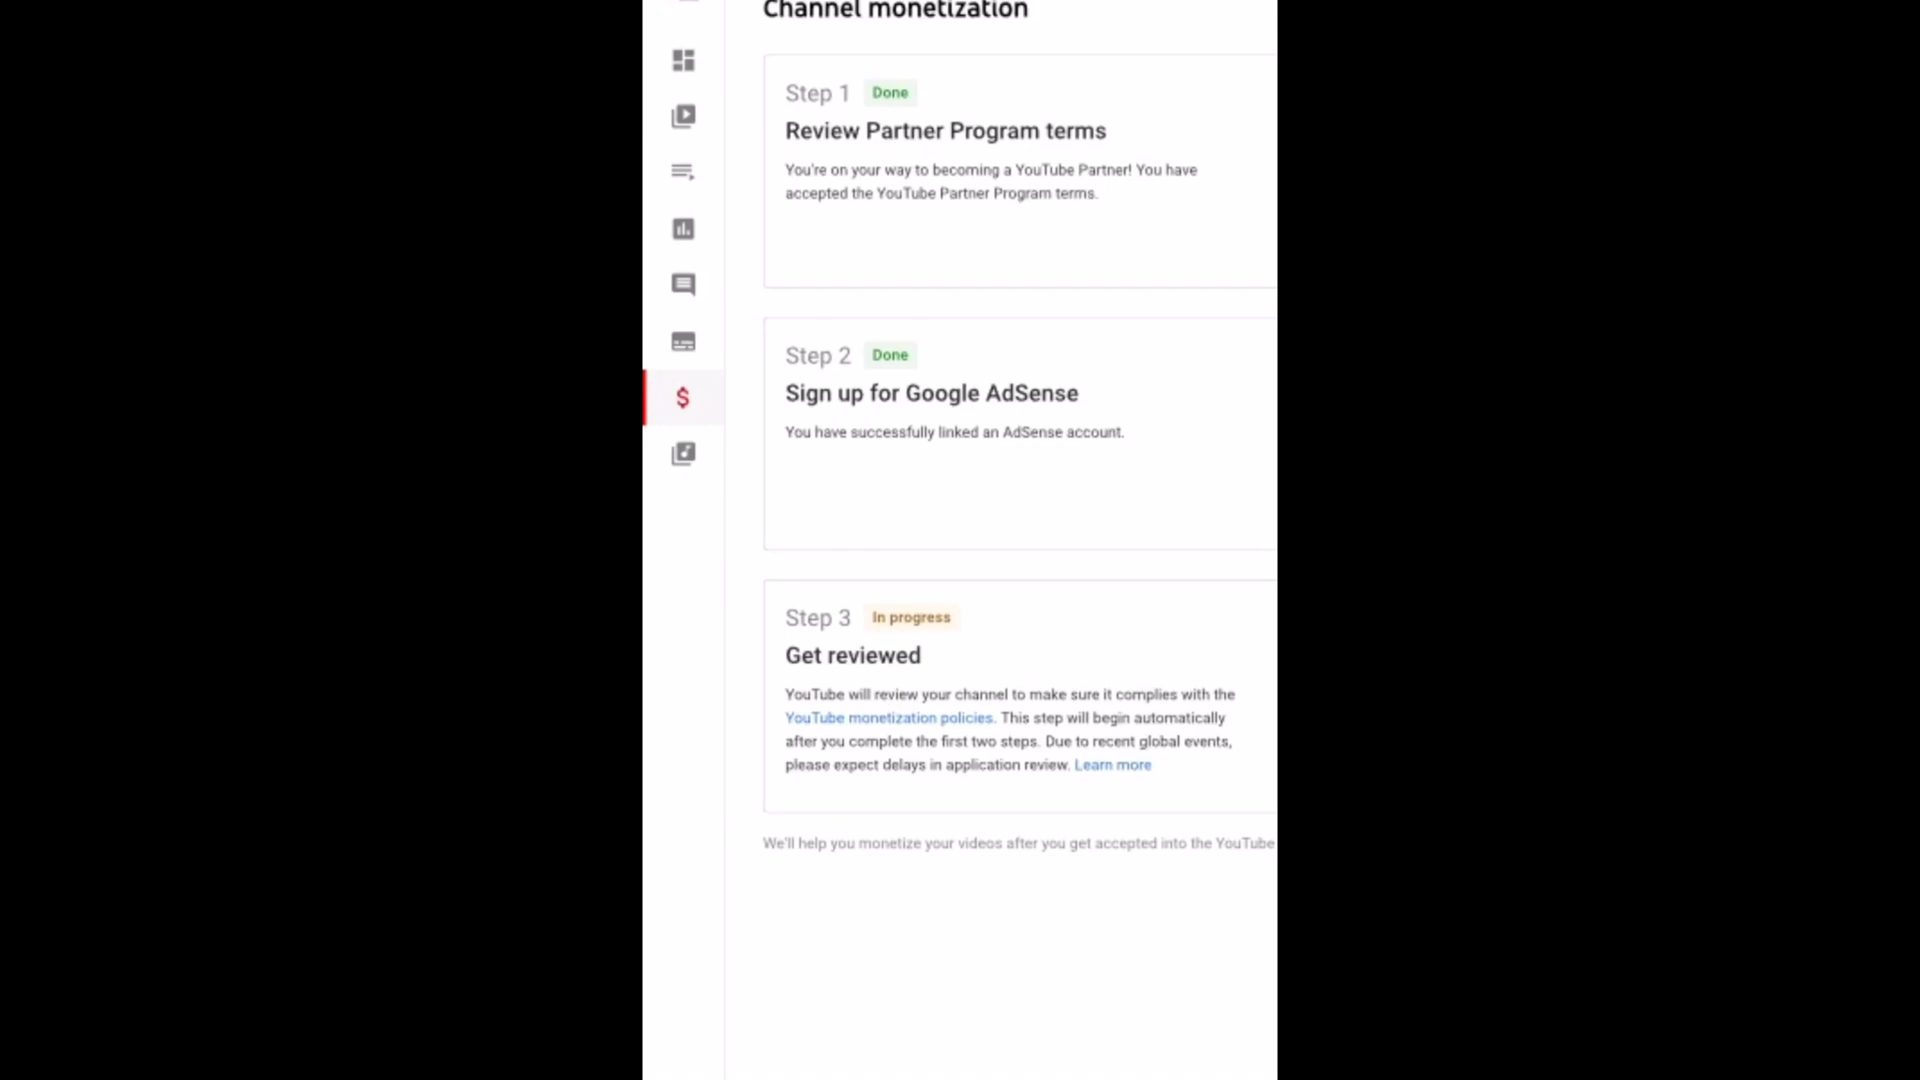 Channel monetization
Step 1 Done
Review Partner Program terms
You're on your way to becoming a YouTube Partner! You have
accepted the YouTube Partner Program terms.
Step 2 Done
Sign up for Google AdSense
You have successfully linked an AdSense account.
Step 3 In progress
Get reviewed
YouTube will review your channel to make sure it complies with the
YouTube monetization policies. This step will begin automatically
after you complete the first two steps. Due to recent global events,
please expect delays in application review. Learn more
We'll help you monetize your videos after you get accepted into the YouTube